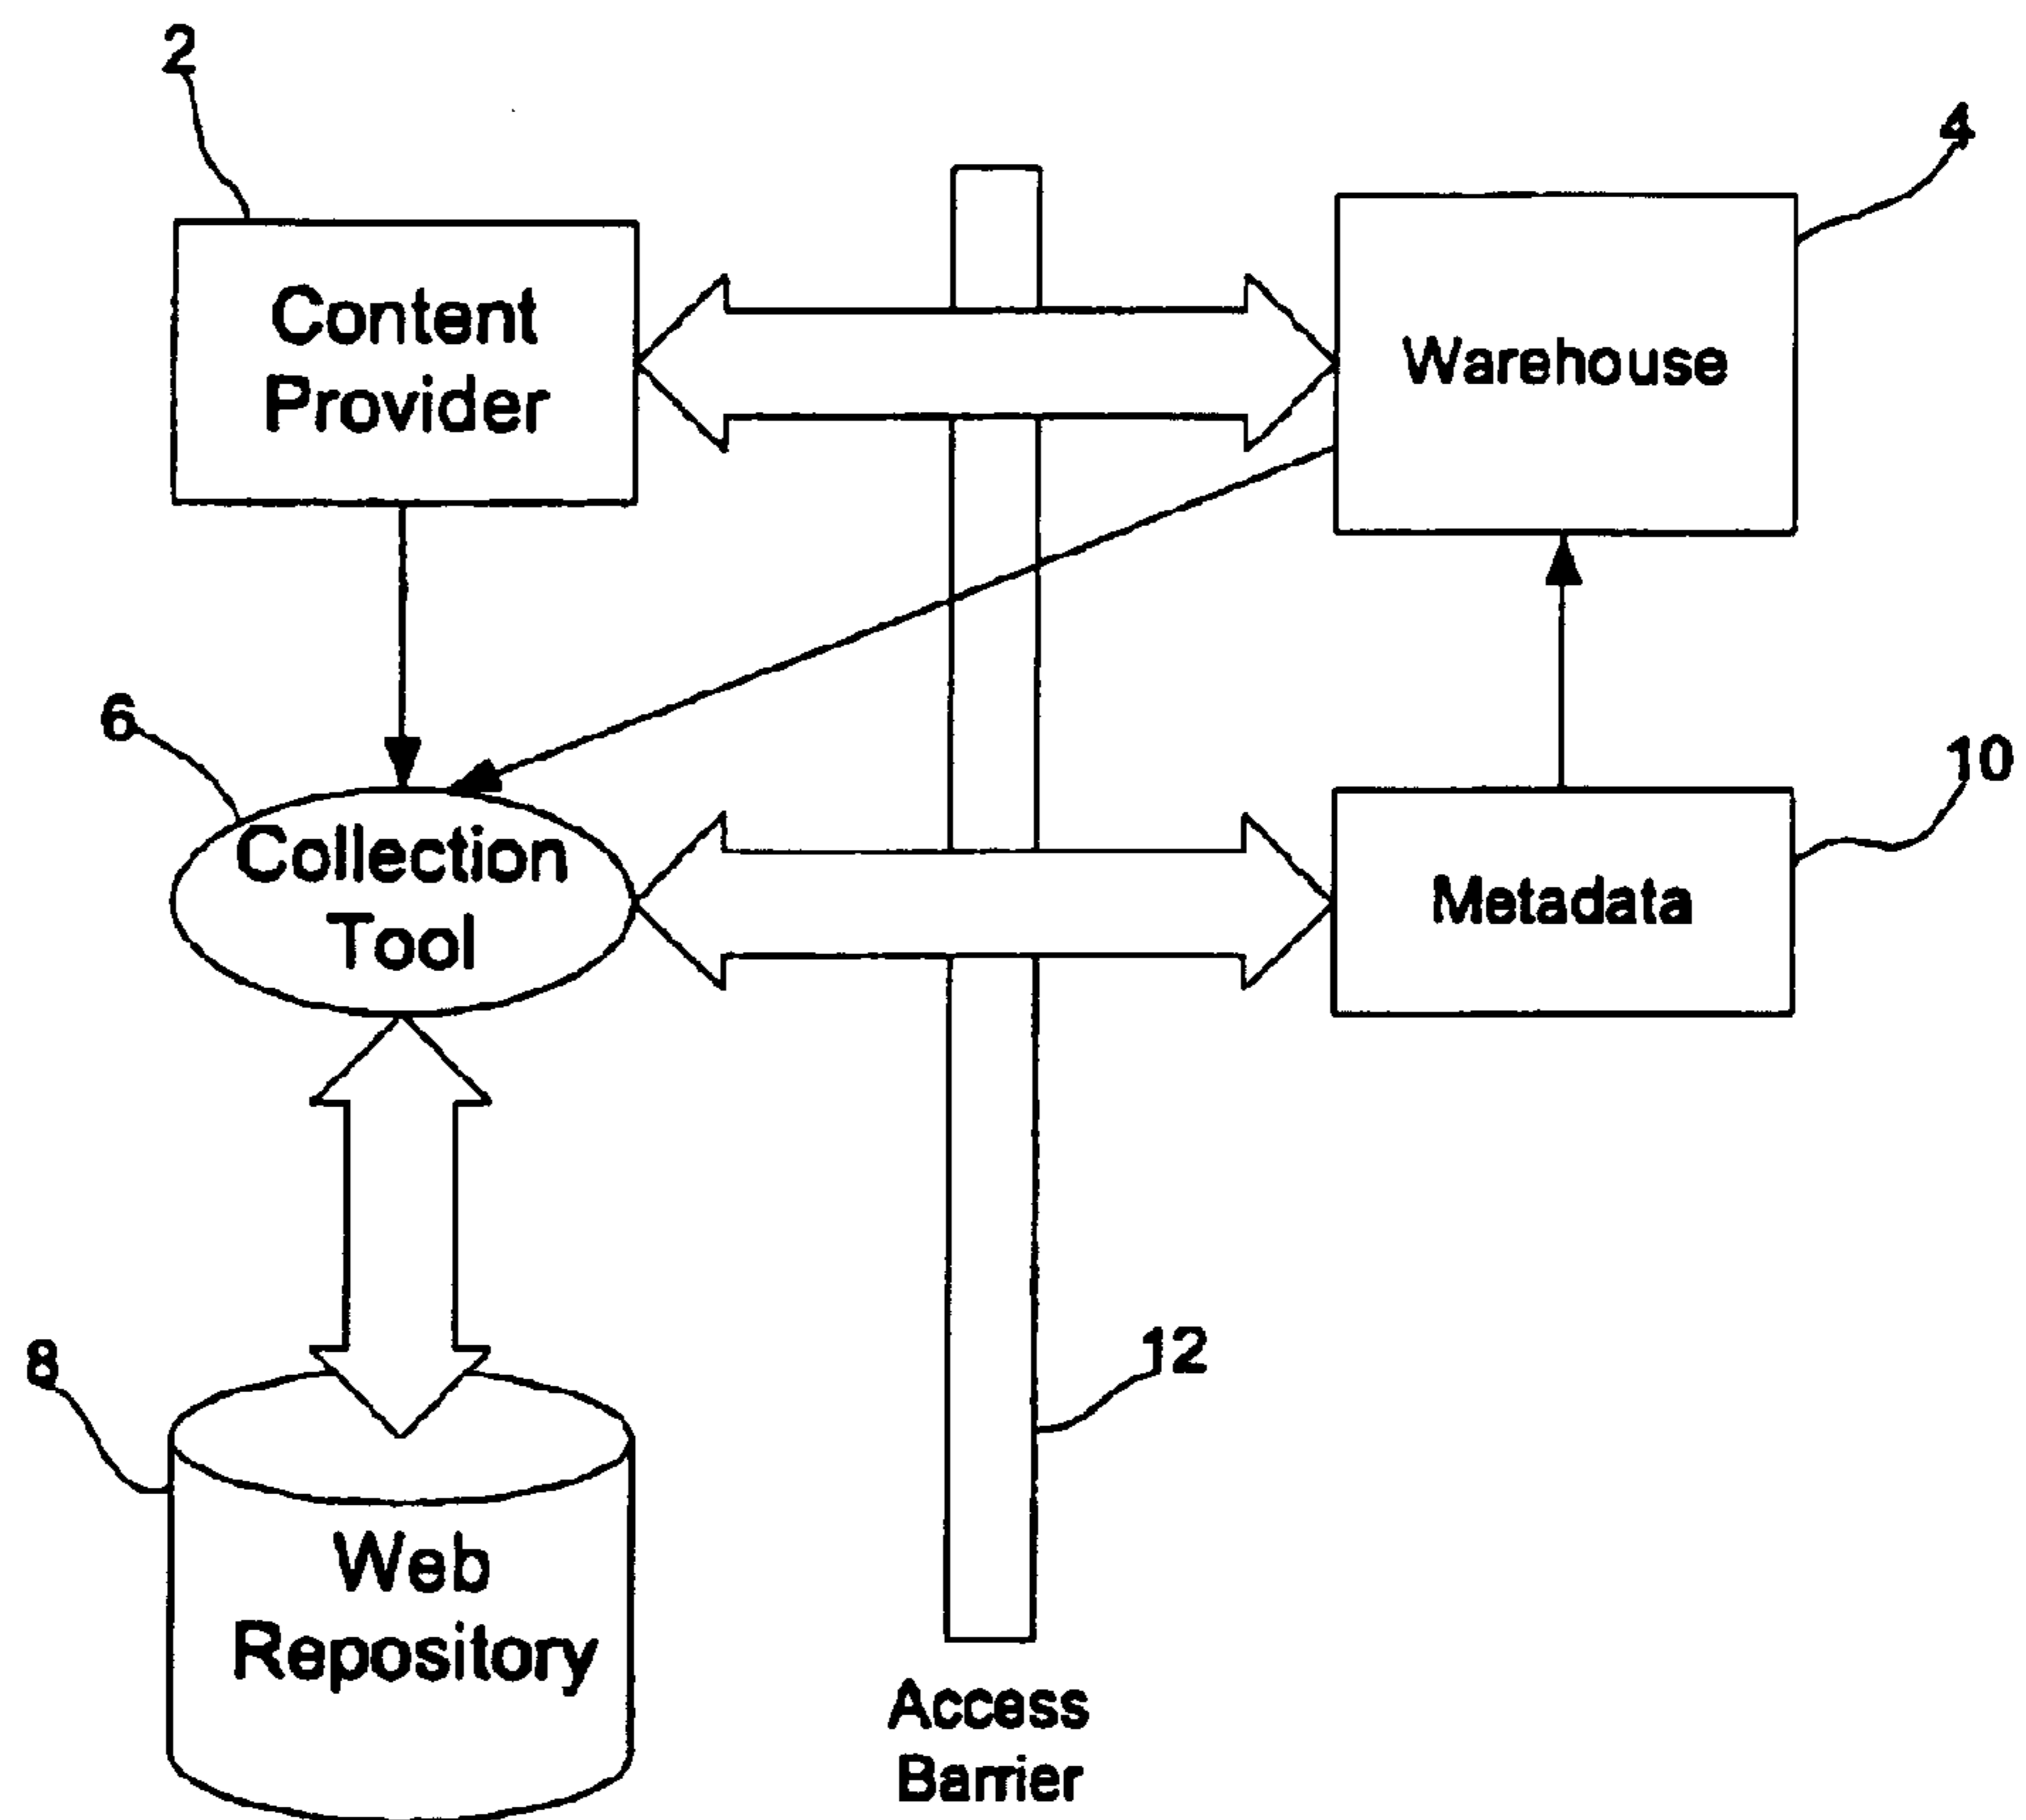 2
4
Content
Provider
Warehouse
6
10
Collection
Tool
Metadata
8
12
Web
Repository
Access
Barrier